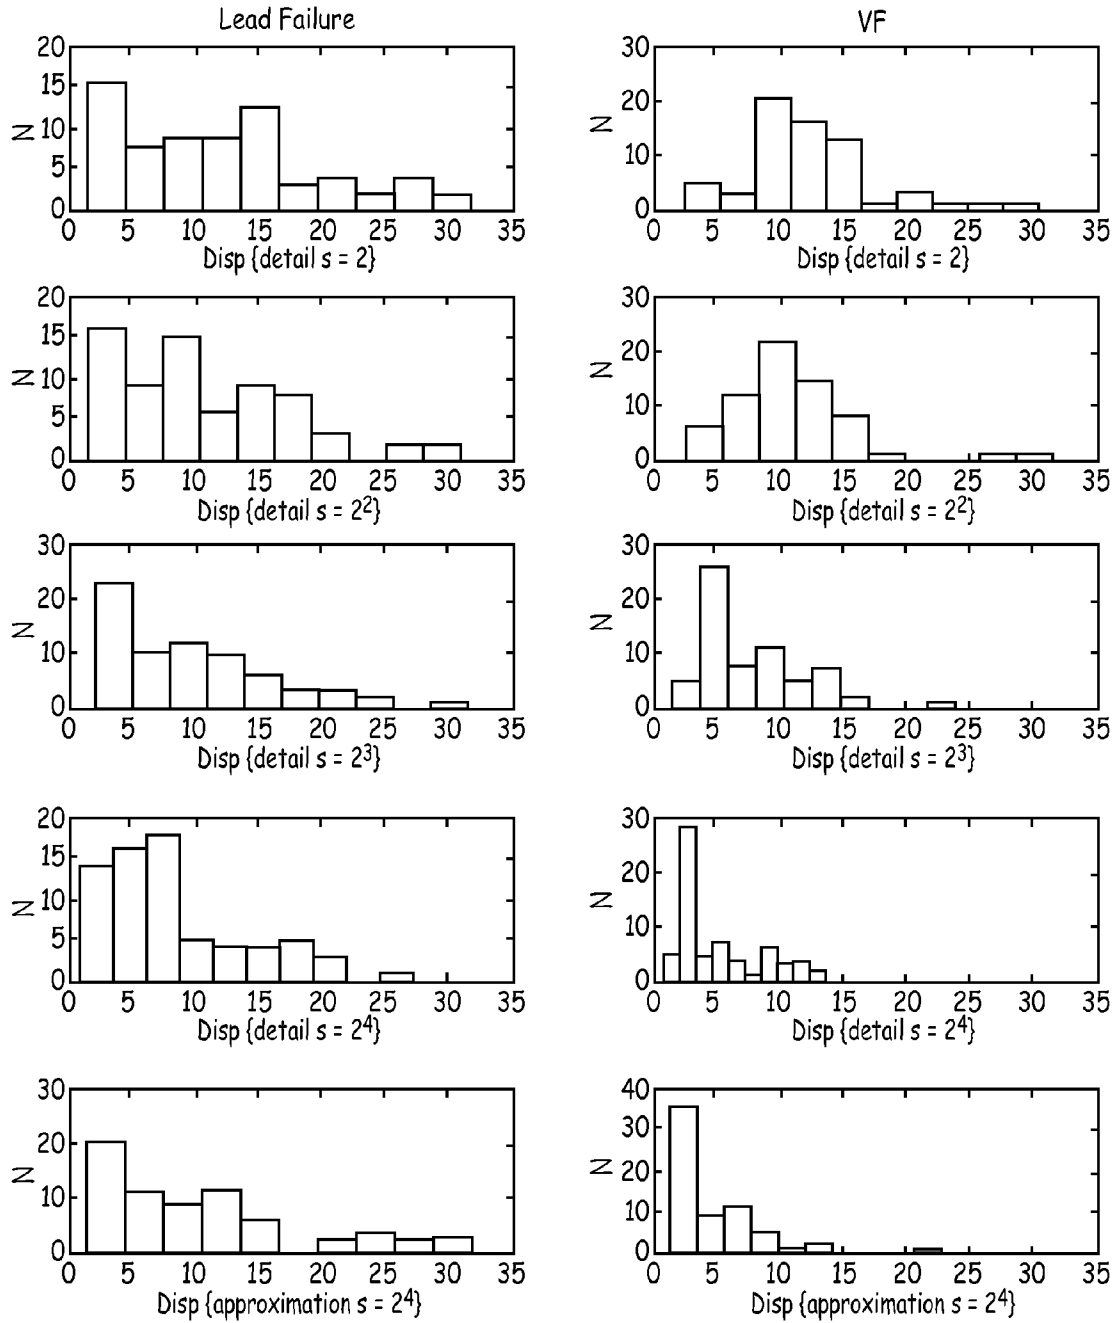 Lead Failure
VF
20
15
10
5
0
N
0 5 10 15 20 25 30 35
Disp {detail s = 2}
30
20
10
0
N
0 5 10 15 20 25 30 35
Disp {detail s = 2}
20
15
10
5
0
N
0 5 10 15 20 25 30 35
Disp {detail s = 2²}
30
20
10
0
N
0 5 10 15 20 25 30 35
Disp {detail s = 2²}
30
20
10
0
N
0 5 10 15 20 25 30 35
Disp {detail s = 2³}
30
20
10
0
N
0 5 10 15 20 25 30 35
Disp {detail s = 2³}
20
15
10
5
0
N
0 5 10 15 20 25 30 35
Disp {detail s = 2⁴}
30
20
10
0
N
0 5 10 15 20 25 30 35
Disp {detail s = 2⁴}
30
20
10
0
N
0 5 10 15 20 25 30 35
Disp {approximation s = 2⁴}
40
30
20
10
0
N
0 5 10 15 20 25 30 35
Disp {approximation s = 2⁴}